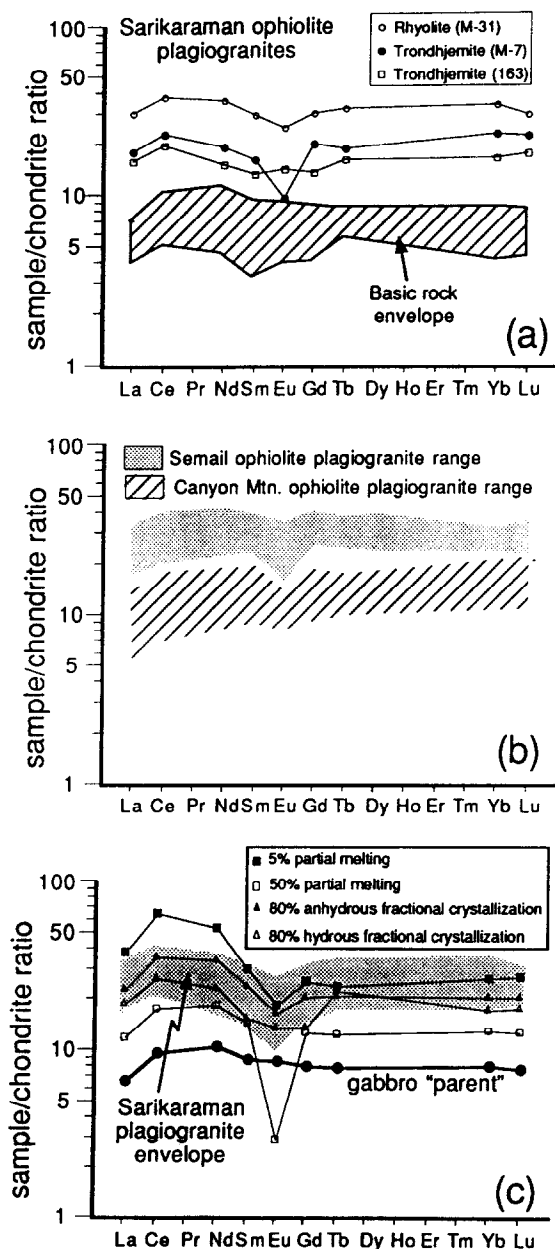 (a)
Sarikaraman ophiolite
plagiogranites
Rhyolite (M-31)
Trondhjemite (M-7)
Trondhjemite (163)
sample/chondrite ratio
100
50
10
5
1
Basic rock
envelope
La Ce Pr Nd Sm Eu Gd Tb Dy Ho Er Tm Yb Lu
(b)
Semail ophiolite plagiogranite range
Canyon Mtn. ophiolite plagiogranite range
sample/chondrite ratio
100
50
10
5
1
La Ce Pr Nd Sm Eu Gd Tb Dy Ho Er Tm Yb Lu
(c)
5% partial melting
50% partial melting
80% anhydrous fractional crystallization
80% hydrous fractional crystallization
sample/chondrite ratio
100
50
10
5
1
gabbro "parent"
Sarikaraman
plagiogranite
envelope
La Ce Pr Nd Sm Eu Gd Tb Dy Ho Er Tm Yb Lu